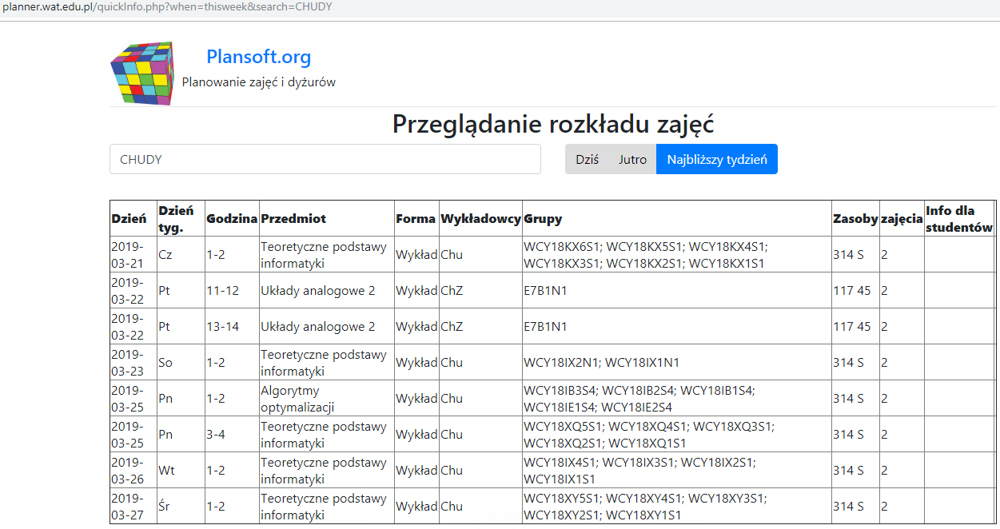 planner.wat.edu.pl/quickInfo.php?when=thisweek&search=CHUDY
Plansoft.org
Planowanie zajęć i dyżurów
Przeglądanie rozkładu zajęć
CHUDY Dziś Jutro Najbliższy tydzień
Dzień Dzień tyg. Godzina Przedmiot Forma Wykładowcy Grupy Zasoby zajęcia Info dla studentów
2019-03-21 Cz 1-2 Teoretyczne podstawy informatyki Wykład Chu WCY18KX6S1; WCY18KX5S1; WCY18KX4S1; WCY18KX3S1; WCY18KX2S1; WCY18KX1S1 314 S 2
2019-03-22 Pt 11-12 Układy analogowe 2 Wykład ChZ E7B1N1 117 45 2
2019-03-22 Pt 13-14 Układy analogowe 2 Wykład ChZ E7B1N1 117 45 2
2019-03-23 So 1-2 Teoretyczne podstawy informatyki Wykład Chu WCY18IX2N1; WCY18IX1N1 314 S 2
2019-03-25 Pn 1-2 Algorytmy optymalizacji Wykład Chu WCY18IB3S4; WCY18IB2S4; WCY18IB1S4; WCY18IE1S4; WCY18IE2S4 314 S 2
2019-03-25 Pn 3-4 Teoretyczne podstawy informatyki Wykład Chu WCY18XQ5S1; WCY18XQ4S1; WCY18XQ3S1; WCY18XQ2S1; WCY18XQ1S1 314 S 2
2019-03-26 Wt 1-2 Teoretyczne podstawy informatyki Wykład Chu WCY18IX4S1; WCY18IX3S1; WCY18IX2S1; WCY18IX1S1 314 S 2
2019-03-27 Śr 1-2 Teoretyczne podstawy informatyki Wykład Chu WCY18XY5S1; WCY18XY4S1; WCY18XY3S1; WCY18XY2S1; WCY18XY1S1 314 S 2